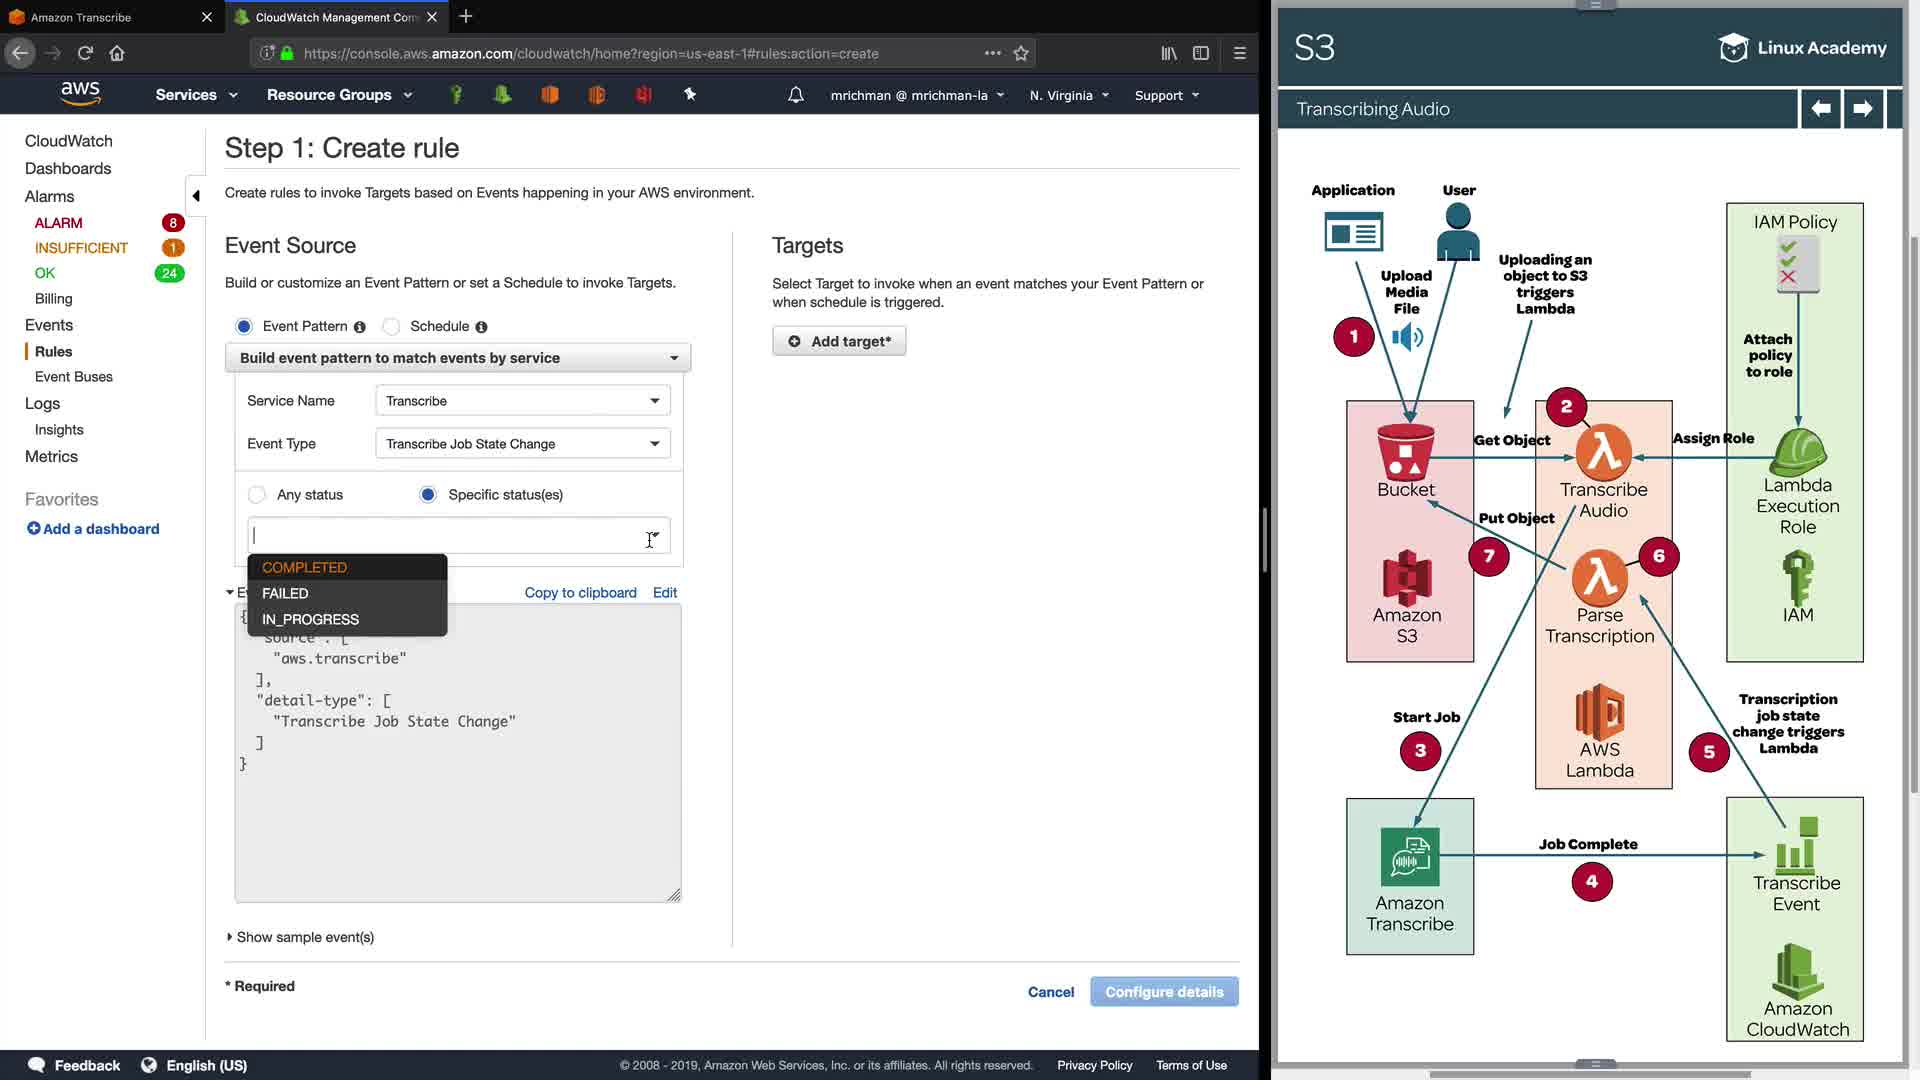 Amazon Transcribe
CloudWatch Management Con
https://console.aws.amazon.com/cloudwatch/home?region=us-east-1#rules:action=create
aws
Services
Resource Groups
mrichman @ mrichman-la
N. Virginia
Support
CloudWatch
Dashboards
Alarms
ALARM 8
INSUFFICIENT 1
OK 24
Billing
Events
Rules
Event Buses
Logs
Insights
Metrics
Favorites
Add a dashboard
Step 1: Create rule
Create rules to invoke Targets based on Events happening in your AWS environment.
Event Source
Build or customize an Event Pattern or set a Schedule to invoke Targets.
Event Pattern
Schedule
Build event pattern to match events by service
Service Name Transcribe
Event Type Transcribe Job State Change
Any status
Specific status(es)
COMPLETED
FAILED
IN_PROGRESS
Copy to clipboard
Edit
{
"source": [
"aws.transcribe"
],
"detail-type": [
"Transcribe Job State Change"
]
}
Show sample event(s)
* Required
Targets
Select Target to invoke when an event matches your Event Pattern or
when schedule is triggered.
Add target*
Cancel
Configure details
Feedback
English (US)
© 2008 - 2019, Amazon Web Services, Inc. or its affiliates. All rights reserved.
Privacy Policy
Terms of Use
S3
Linux Academy
Transcribing Audio
Application
User
Upload
Media
File
1
Uploading an
object to S3
triggers
Lambda
IAM Policy
Attach
policy
to role
2
Get Object
Assign Role
Bucket
Transcribe
Audio
Lambda
Execution
Role
Put Object
7
6
Amazon
S3
Parse
Transcription
IAM
Start Job
3
AWS
Lambda
5
Transcription
job state
change triggers
Lambda
Job Complete
4
Amazon
Transcribe
Transcribe
Event
Amazon
CloudWatch